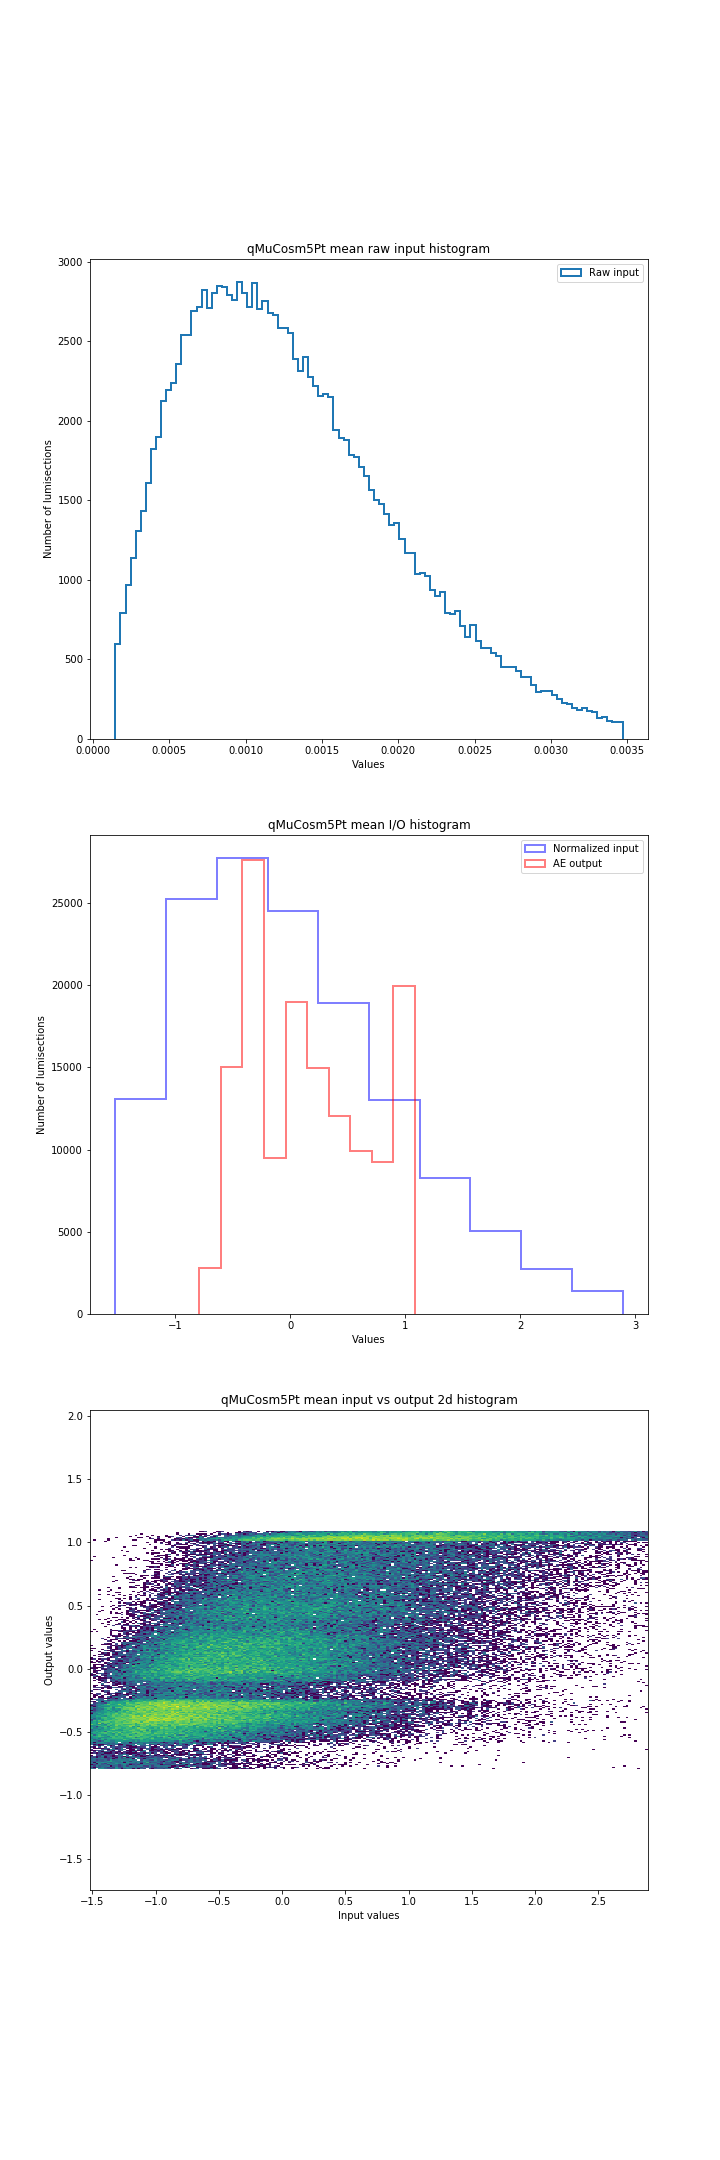 qMuCosm5Pt mean raw input histogram
Raw input
3000
2500
2000
1500
1000
500
0
Number of lumisections
0.0000 0.0005 0.0010 0.0015 0.0020 0.0025 0.0030 0.0035
Values
qMuCosm5Pt mean I/O histogram
Normalized input
AE output
25000
20000
15000
10000
5000
0
Number of lumisections
−1 0 1 2 3
Values
qMuCosm5Pt mean input vs output 2d histogram
2.0
1.5
1.0
0.5
0.0
−0.5
−1.0
−1.5
Output values
−1.5 −1.0 −0.5 0.0 0.5 1.0 1.5 2.0 2.5
Input values